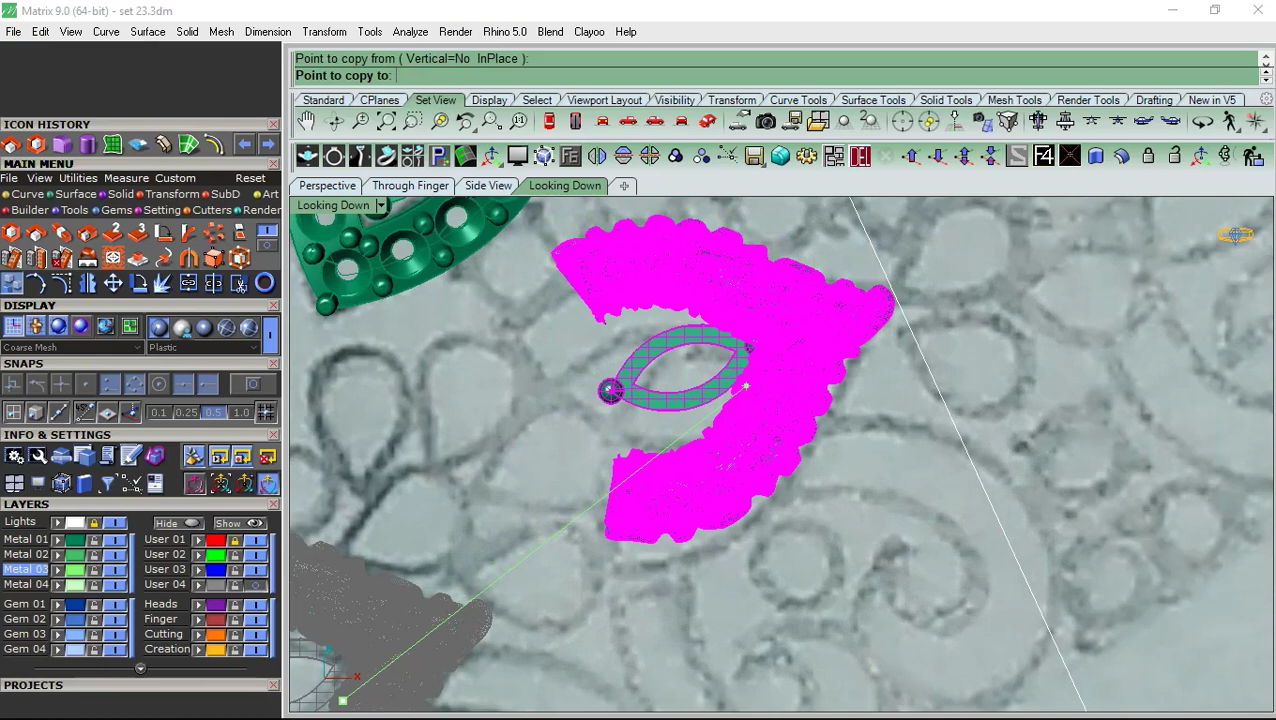 Matrix 9.0 (64-bit) - set 23.3dm
File Edit View Curve Surface Solid Mesh Dimension Transform Tools Analyze Render Rhino 5.0 Blend Clayoo Help
Point to copy from ( Vertical=No InPlace ):
Point to copy to:
Standard CPlanes Set View Display Select Viewport Layout Visibility Transform Curve Tools Surface Tools Solid Tools Mesh Tools Render Tools Drafting New in V5
ICON HISTORY
MAIN MENU
File View Utilities Measure Custom Reset
Curve Surface Solid Transform SubD Art
Builder Tools Gems Setting Cutters Render
DISPLAY
Coarse Mesh Plastic
SNAPS
0.1 0.25 0.5 1.0
INFO & SETTINGS
LAYERS
Lights Hide Show
Metal 01 User 01
Metal 02 User 02
Metal 03 User 03
Metal 04 User 04
Gem 01 Heads
Gem 02 Finger
Gem 03 Cutting
Gem 04 Creation
PROJECTS
Perspective Through Finger Side View Looking Down
Looking Down
F4
x